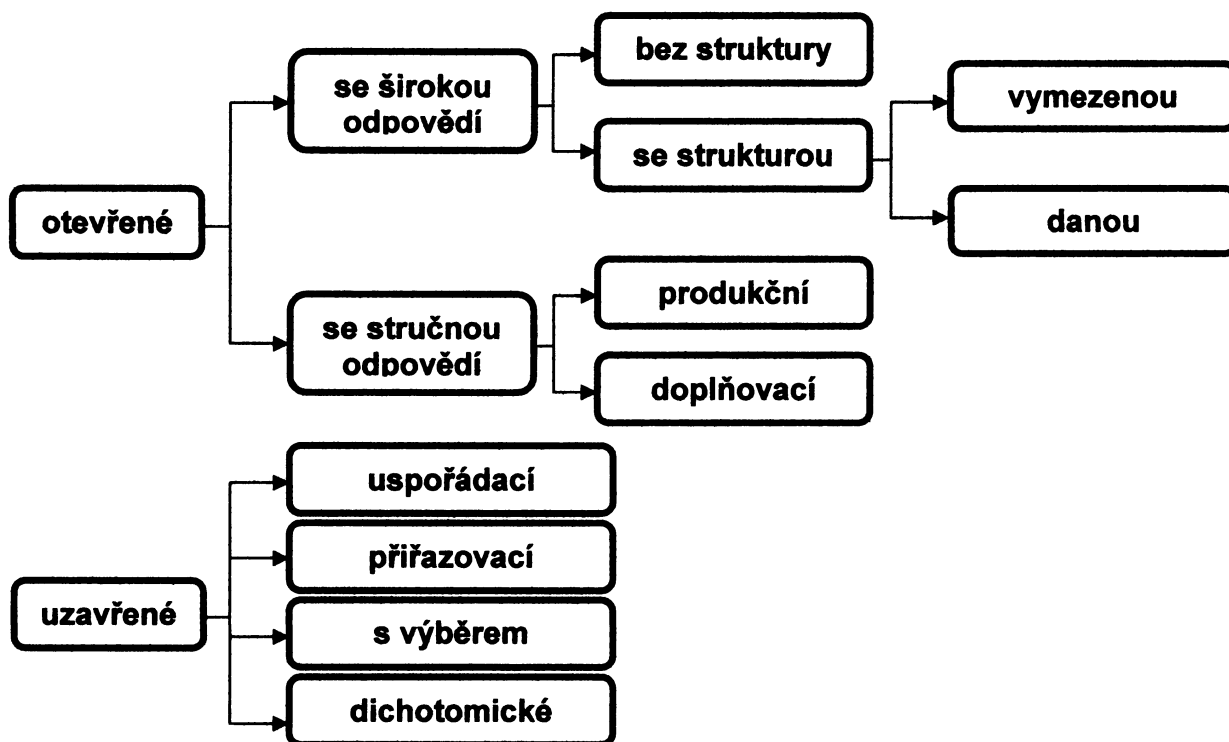 bez struktury
se širokou
odpovědí
vymezenou
se strukturou
otevřené
danou
produkční
se stručnou
odpovědí
doplňovací
uspořádací
přiřazovací
uzavřené
s výběrem
dichotomické